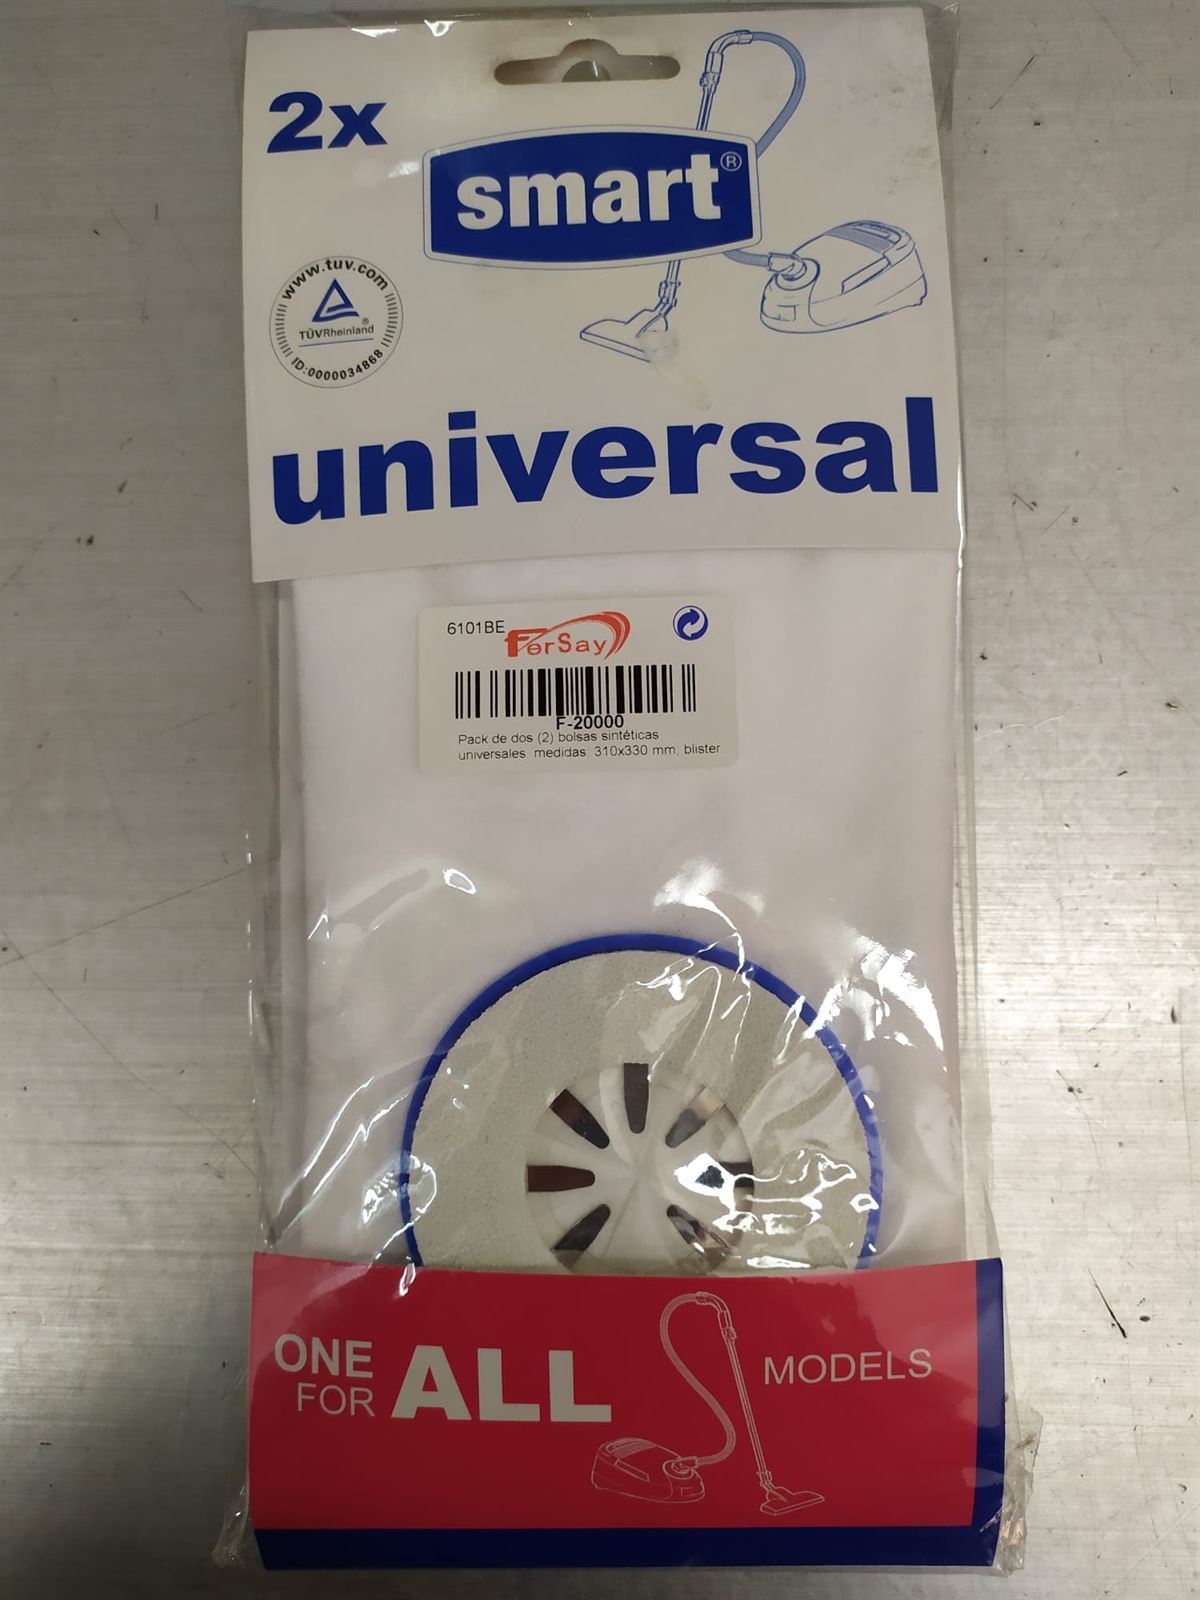 2x
smart®
www.tuv.com
TÜVRheinland®
ID:0000034868
universal
6101BE
FerSay
F-20000
Pack de dos (2) bolsas sintéticas
universales. medidas: 310x330 mm; blister.
ONE
FOR
ALL
MODELS